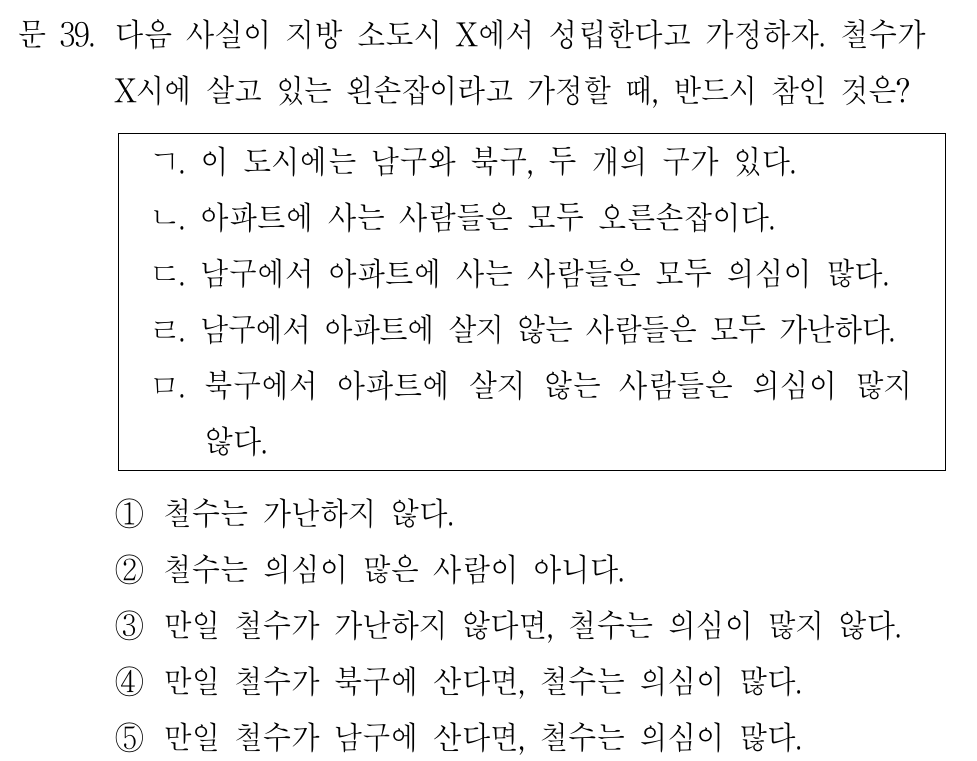 문 39. 다음 사실이 지방 소도시 X에서 성립한다고 가정하자. 철수가
X시에 살고 있는 왼손잡이라고 가정할 때, 반드시 참인 것은?
ㄱ. 이 도시에는 남구와 북구, 두 개의 구가 있다.
ㄴ. 아파트에 사는 사람들은 모두 오른손잡이다.
ㄷ. 남구에서 아파트에 사는 사람들은 모두 의심이 많다.
ㄹ. 남구에서 아파트에 살지 않는 사람들은 모두 가난하다.
ㅁ. 북구에서 아파트에 살지 않는 사람들은 의심이 많지
않다.
① 철수는 가난하지 않다.
② 철수는 의심이 많은 사람이 아니다.
③ 만일 철수가 가난하지 않다면, 철수는 의심이 많지 않다.
④ 만일 철수가 북구에 산다면, 철수는 의심이 많다.
⑤ 만일 철수가 남구에 산다면, 철수는 의심이 많다.